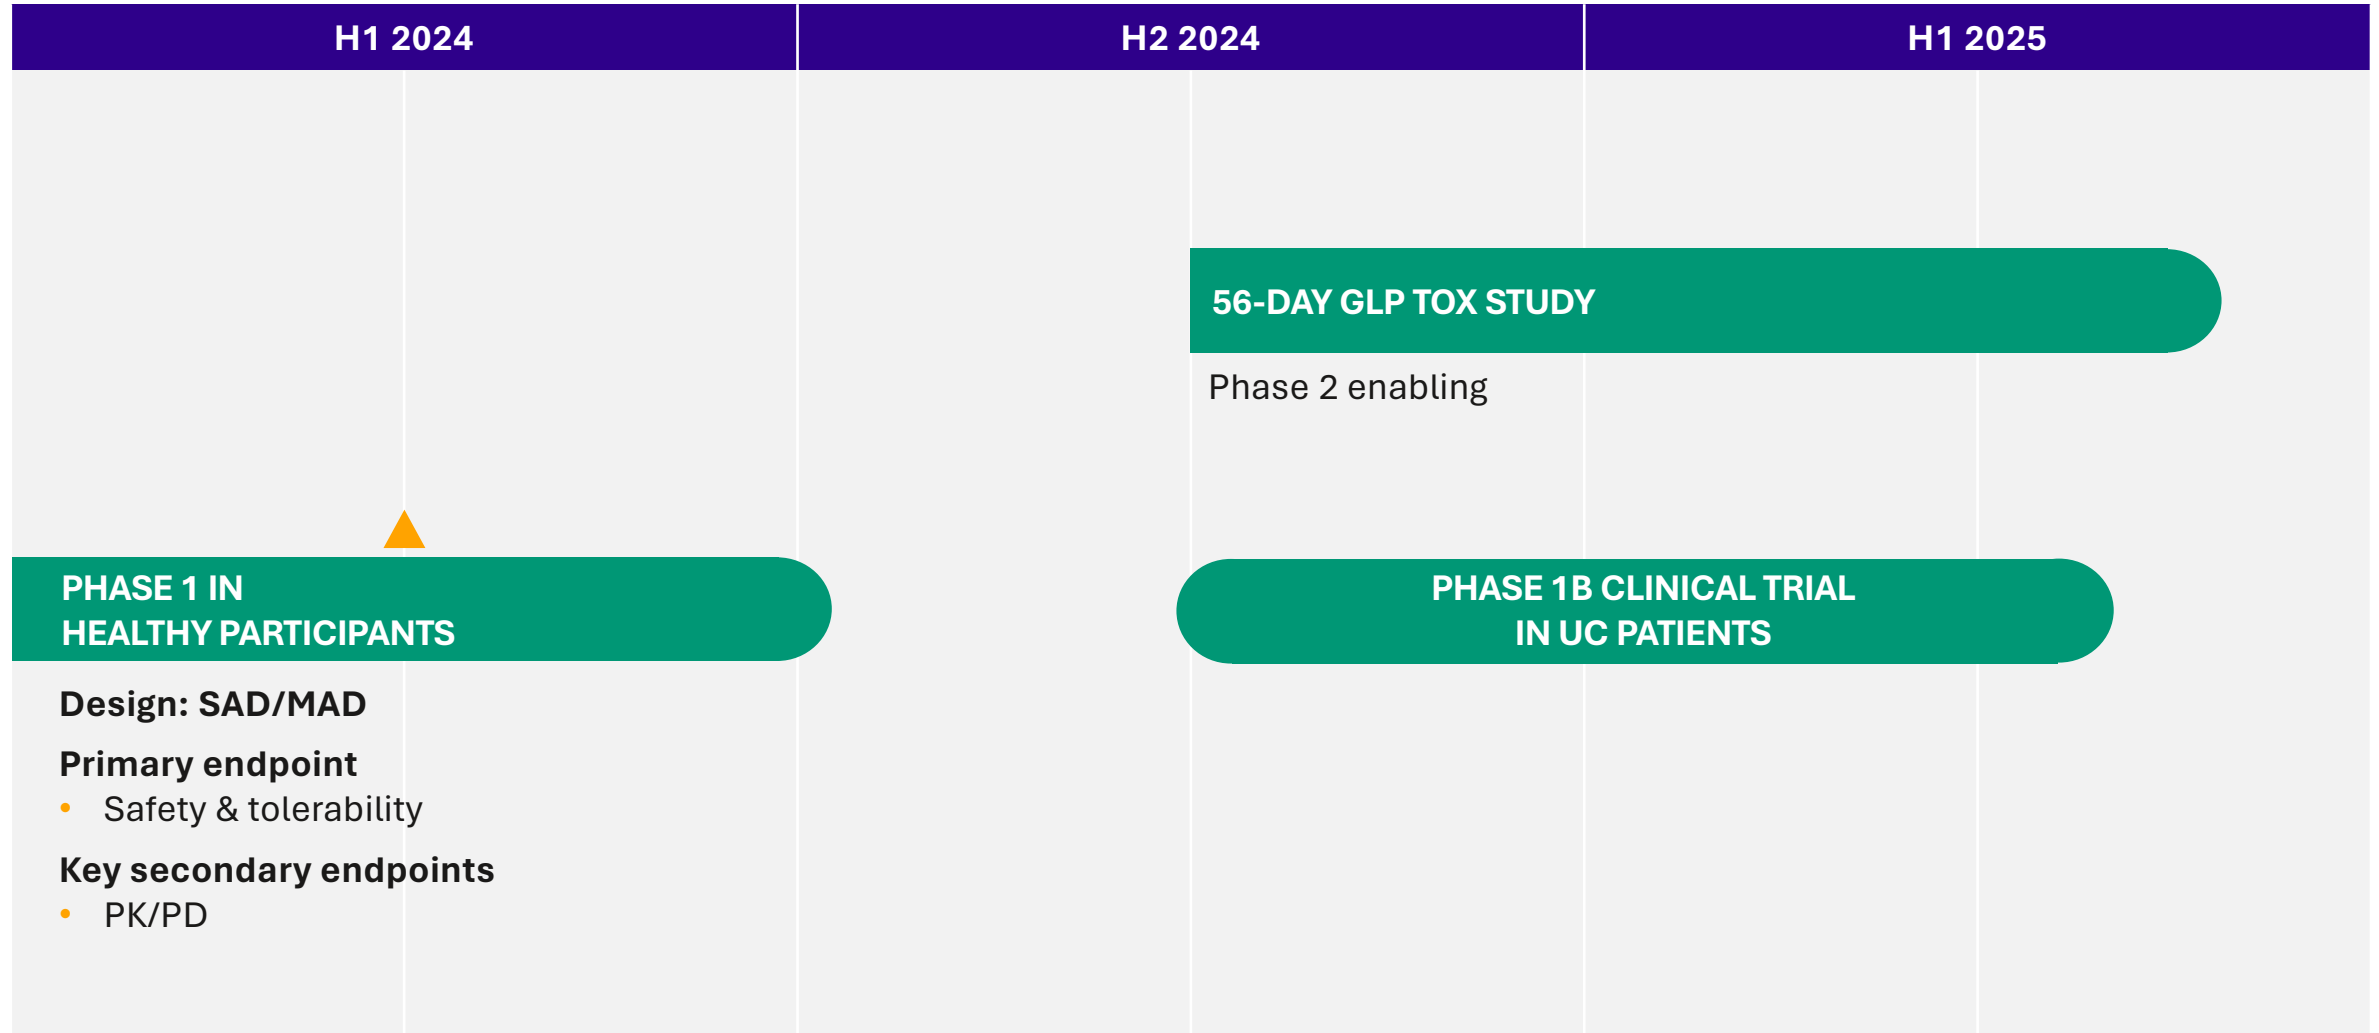 H1 2024
H2 2024
H1 2025
56-DAY GLP TOX STUDY
Phase 2 enabling
PHASE 1 IN
HEALTHY PARTICIPANTS
PHASE 1B CLINICAL TRIAL
IN UC PATIENTS
Design: SAD/MAD
Primary endpoint
• Safety & tolerability
Key secondary endpoints
• PK/PD